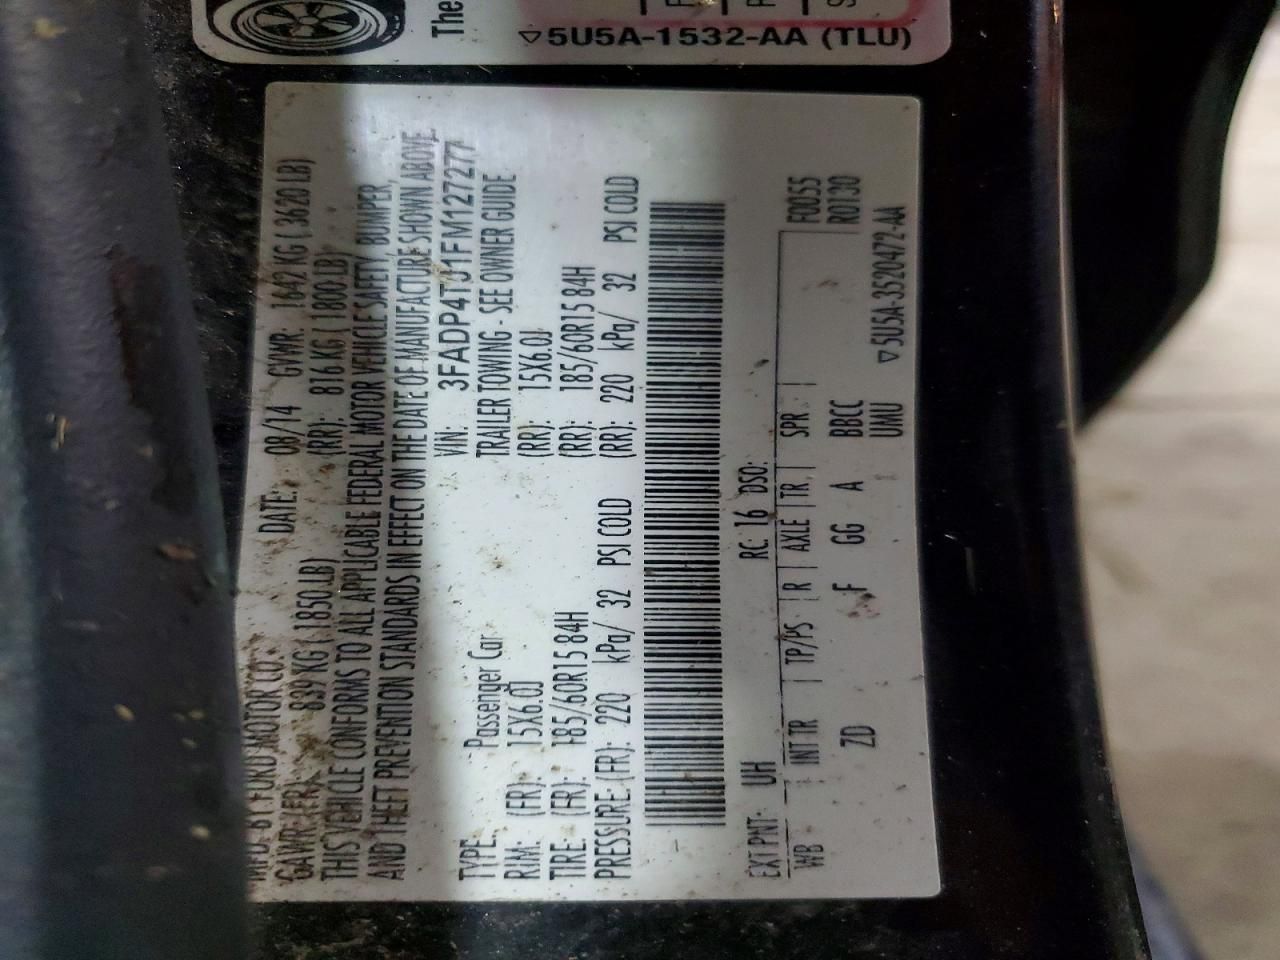 The
▽5U5A-1532-AA (TLU)
MFD. BY FORD MOTOR CO. DATE: 08/14 GVWR: 1642 KG ( 3620 LB)
GAWR: FR: 839 KG ( 1850LB) (RR): 816 KG ( 1800 LB)
THIS VEHICLE CONFORMS TO ALL APPLICABLE FEDERAL MOTOR VEHICLE SAFETY, BUMPER,
AND THEFT PREVENTION STANDARDS IN EFFECT ON THE DATE OF MANUFACTURE SHOWN ABOVE.
VIN: 3FADP4TJ1FM127277
TYPE: Passenger Car TRAILER TOWING - SEE OWNER GUIDE
RIM: (FR): 15X6.0J (RR): 15X6.0J
TIRE: (FR): 185/60R15 84H (RR): 185/60R15 84H
PRESSURE: (FR): 220 kPa/ 32 PSI COLD (RR): 220 kPa/ 32 PSI COLD
EXT PNT: UH RC: 16 DSO: F0055
WB INT TR TP/PS R AXLE TR SPR R0130
ZD F GG A BBCC
UMU ▽5U5A-3520472-AA